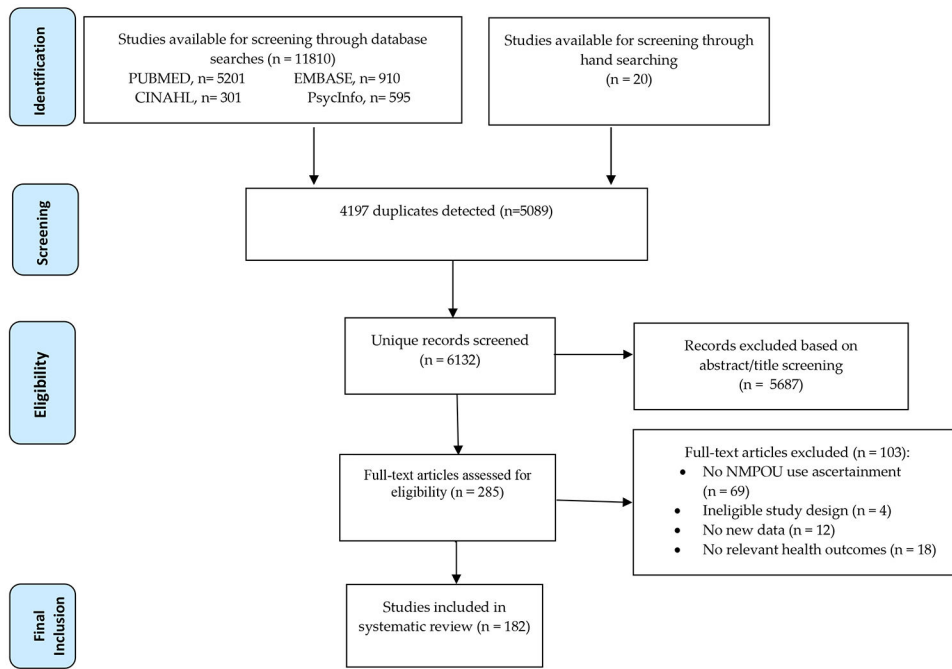 Identification
Studies available for screening through database
searches (n = 11810)
PUBMED, n= 5201 EMBASE, n= 910
CINAHL, n= 301 PsycInfo, n= 595
Studies available for screening through
hand searching
(n = 20)
Screening
4197 duplicates detected (n=5089)
Eligibility
Unique records screened
(n = 6132)
Records excluded based on
abstract/title screening
(n = 5687)
Full-text articles assessed for
eligibility (n = 285)
Full-text articles excluded (n = 103):
• No NMPOU use ascertainment
(n = 69)
• Ineligible study design (n = 4)
• No new data (n = 12)
• No relevant health outcomes (n = 18)
Final
Inclusion
Studies included in
systematic review (n = 182)